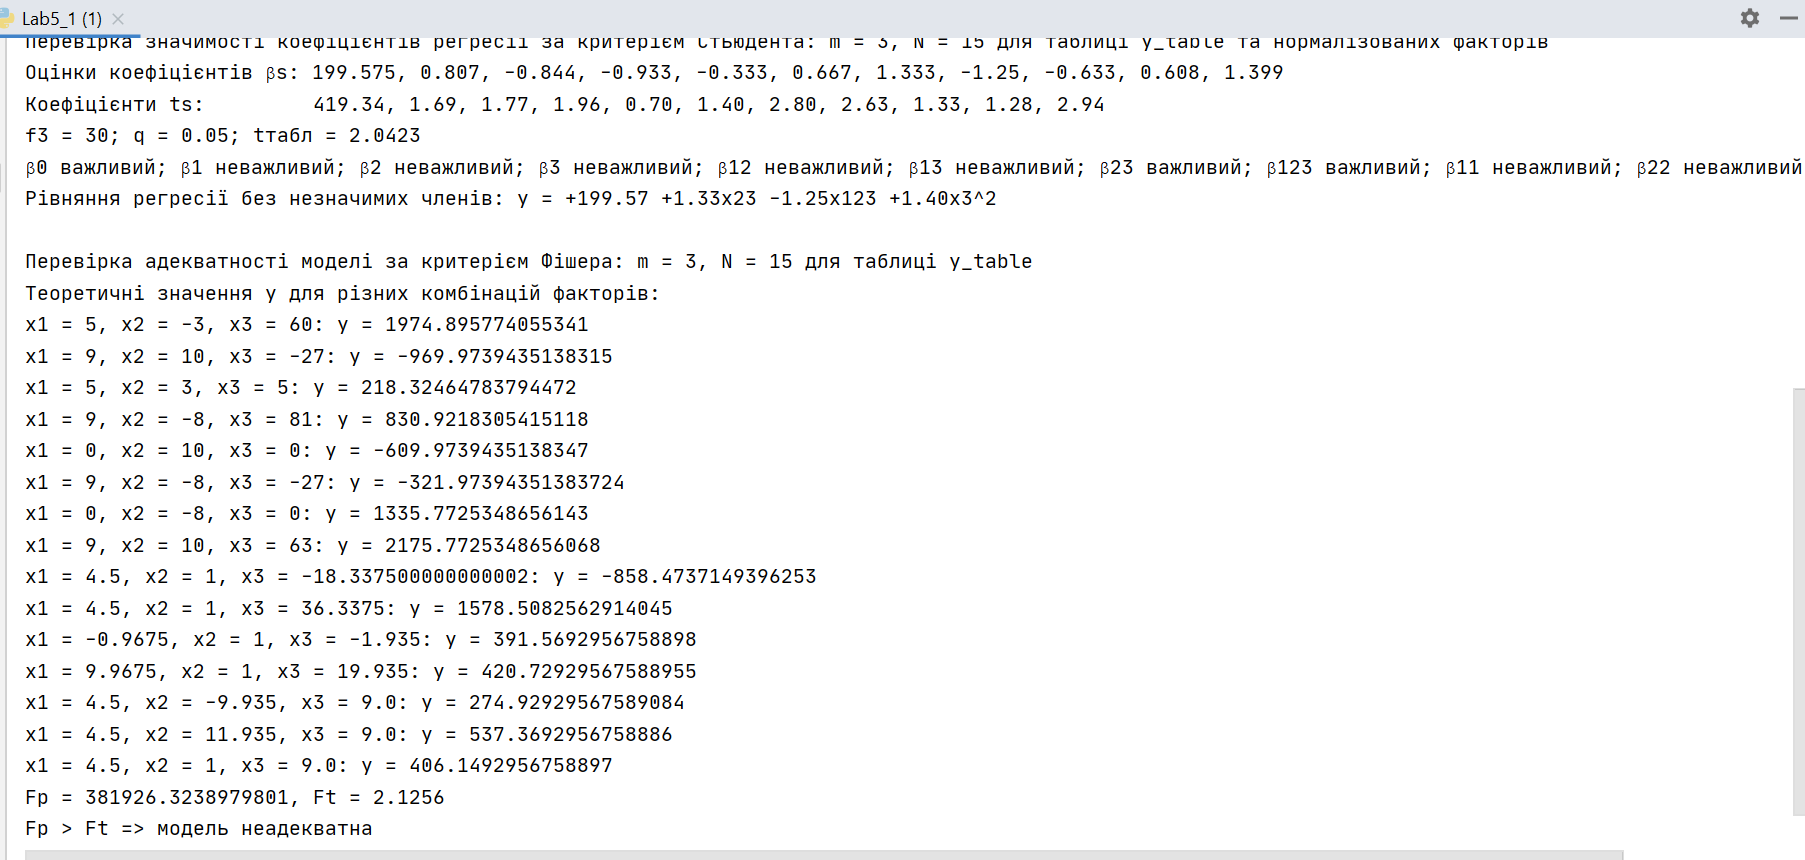 Lab5_1 (1)
Перевірка значимості коефіцієнтів регресії за критерієм Стьюдента: m = 3, N = 15 для таблиці y_table та нормалізованих факторів
Оцінки коефіцієнтів βs: 199.575, 0.807, -0.844, -0.933, -0.333, 0.667, 1.333, -1.25, -0.633, 0.608, 1.399
Коефіцієнти ts:         419.34, 1.69, 1.77, 1.96, 0.70, 1.40, 2.80, 2.63, 1.33, 1.28, 2.94
f3 = 30; q = 0.05; tтабл = 2.0423
β0 важливий; β1 неважливий; β2 неважливий; β3 неважливий; β12 неважливий; β13 неважливий; β23 важливий; β123 важливий; β11 неважливий; β22 неважливий
Рівняння регресії без незначимих членів: y = +199.57 +1.33x23 -1.25x123 +1.40x3^2
Перевірка адекватності моделі за критерієм Фішера: m = 3, N = 15 для таблиці y_table
Теоретичні значення y для різних комбінацій факторів:
x1 = 5, x2 = -3, x3 = 60: y = 1974.895774055341
x1 = 9, x2 = 10, x3 = -27: y = -969.9739435138315
x1 = 5, x2 = 3, x3 = 5: y = 218.32464783794472
x1 = 9, x2 = -8, x3 = 81: y = 830.9218305415118
x1 = 0, x2 = 10, x3 = 0: y = -609.9739435138347
x1 = 9, x2 = -8, x3 = -27: y = -321.97394351383724
x1 = 0, x2 = -8, x3 = 0: y = 1335.7725348656143
x1 = 9, x2 = 10, x3 = 63: y = 2175.7725348656068
x1 = 4.5, x2 = 1, x3 = -18.337500000000002: y = -858.4737149396253
x1 = 4.5, x2 = 1, x3 = 36.3375: y = 1578.5082562914045
x1 = -0.9675, x2 = 1, x3 = -1.935: y = 391.5692956758898
x1 = 9.9675, x2 = 1, x3 = 19.935: y = 420.72929567588955
x1 = 4.5, x2 = -9.935, x3 = 9.0: y = 274.92929567589084
x1 = 4.5, x2 = 11.935, x3 = 9.0: y = 537.3692956758886
x1 = 4.5, x2 = 1, x3 = 9.0: y = 406.1492956758897
Fp = 381926.3238979801, Ft = 2.1256
Fp > Ft => модель неадекватна